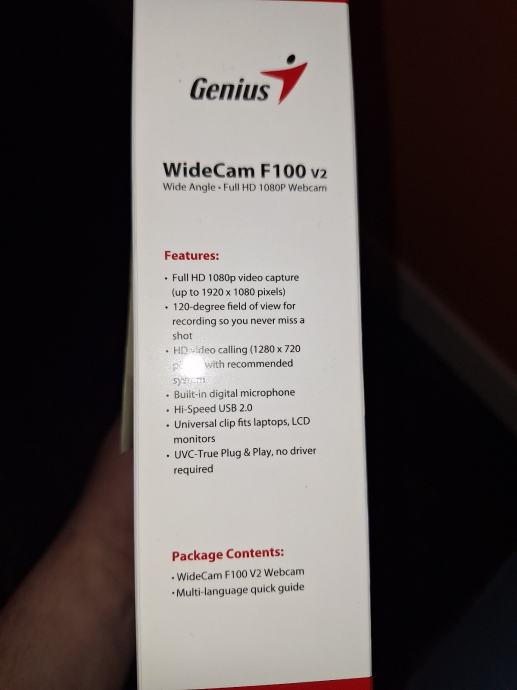 Genius
WideCam F100 V2
Wide Angle • Full HD 1080P Webcam
Features:
• Full HD 1080p video capture
(up to 1920 x 1080 pixels)
• 120-degree field of view for
recording so you never miss a
shot
• HD video calling (1280 x 720
with recommended
• Built-in digital microphone
• Hi-Speed USB 2.0
• Universal clip fits laptops, LCD
monitors
• UVC-True Plug & Play, no driver
required
Package Contents:
• WideCam F100 V2 Webcam
• Multi-language quick guide